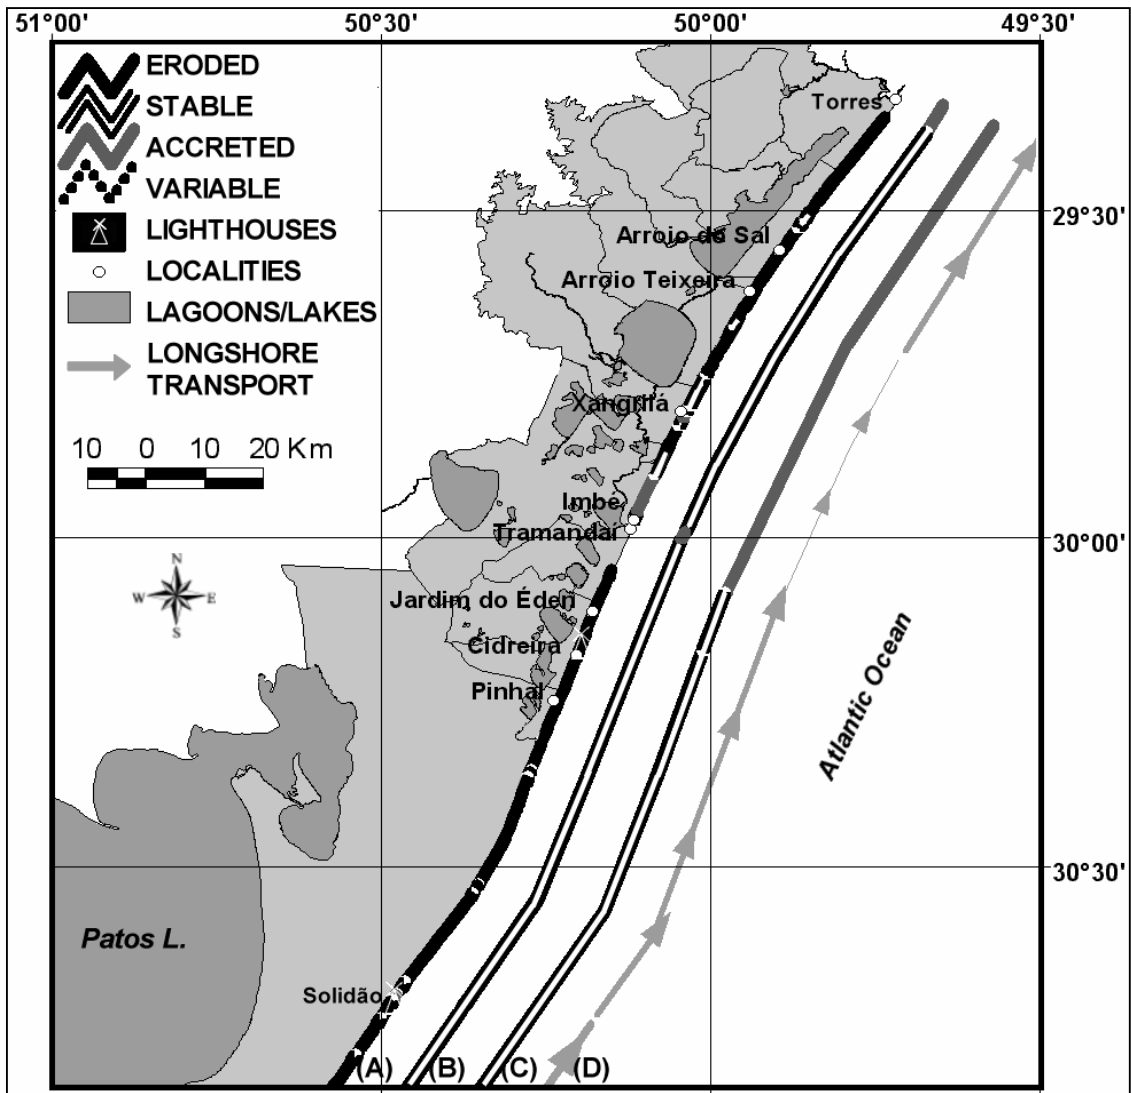 51°00' 50°30' 50°00' 49°30'
ERODED
STABLE
ACCRETED
VARIABLE
LIGHTHOUSES
LOCALITIES
LAGOONS/LAKES
LONGSHORE
TRANSPORT
10 0 10 20 Km
Torres
29°30'
Arroio do Sal
Arroio Teixeira
Xangrilá
Imbé
Tramandaí
30°00'
N
W E
S
Jardim do Éden
Cidreira
Pinhal
Atlantic Ocean
30°30'
Patos L.
Solidão
(A) (B) (C) (D)